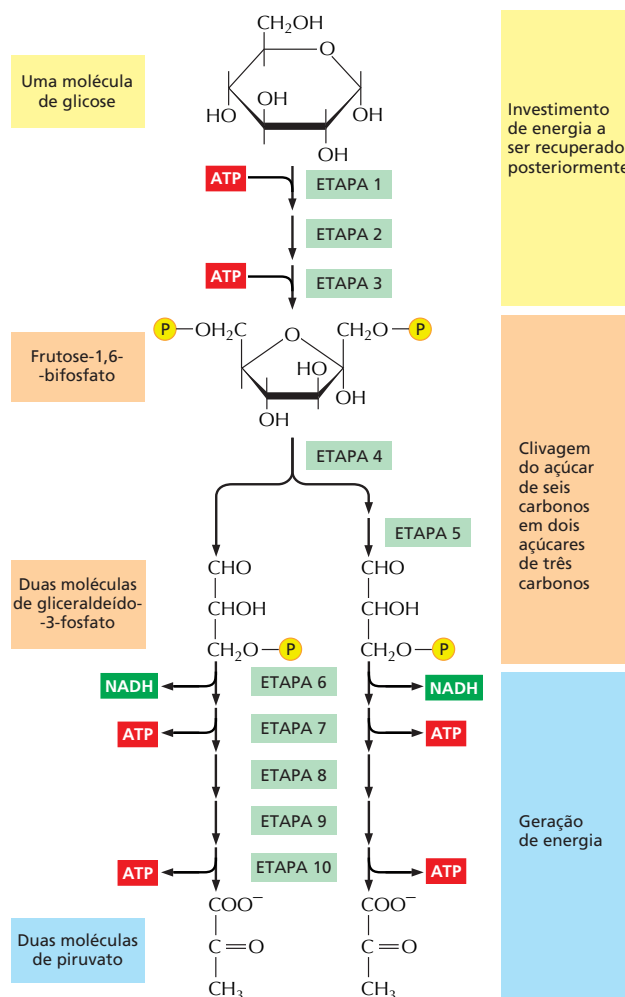 CH₂OH
O
Uma molécula
de glicose
OH
HO
OH
OH
Investimento
de energia a
ser recuperado
posteriormente
ATP
ETAPA 1
ETAPA 2
ATP
ETAPA 3
P
OH₂C
O
CH₂O
P
Frutose-1,6-
-bifosfato
HO
OH
OH
ETAPA 4
Clivagem
do açúcar
de seis
carbonos
em dois
açúcares
de três
carbonos
ETAPA 5
CHO
CHO
Duas moléculas
de gliceraldeído-
-3-fosfato
CHOH
CHOH
CH₂O
P
CH₂O
P
NADH
ETAPA 6
NADH
ATP
ETAPA 7
ATP
ETAPA 8
ETAPA 9
Geração
de energia
ATP
ETAPA 10
ATP
COO⁻
COO⁻
Duas moléculas
de piruvato
C=O
C=O
CH₃
CH₃